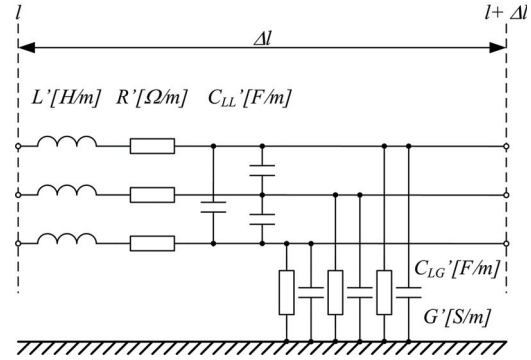 l l+ Δl
Δl
L'[H/m] R'[Ω/m] C_LL'[F/m]
C_LG'[F/m]
G'[S/m]